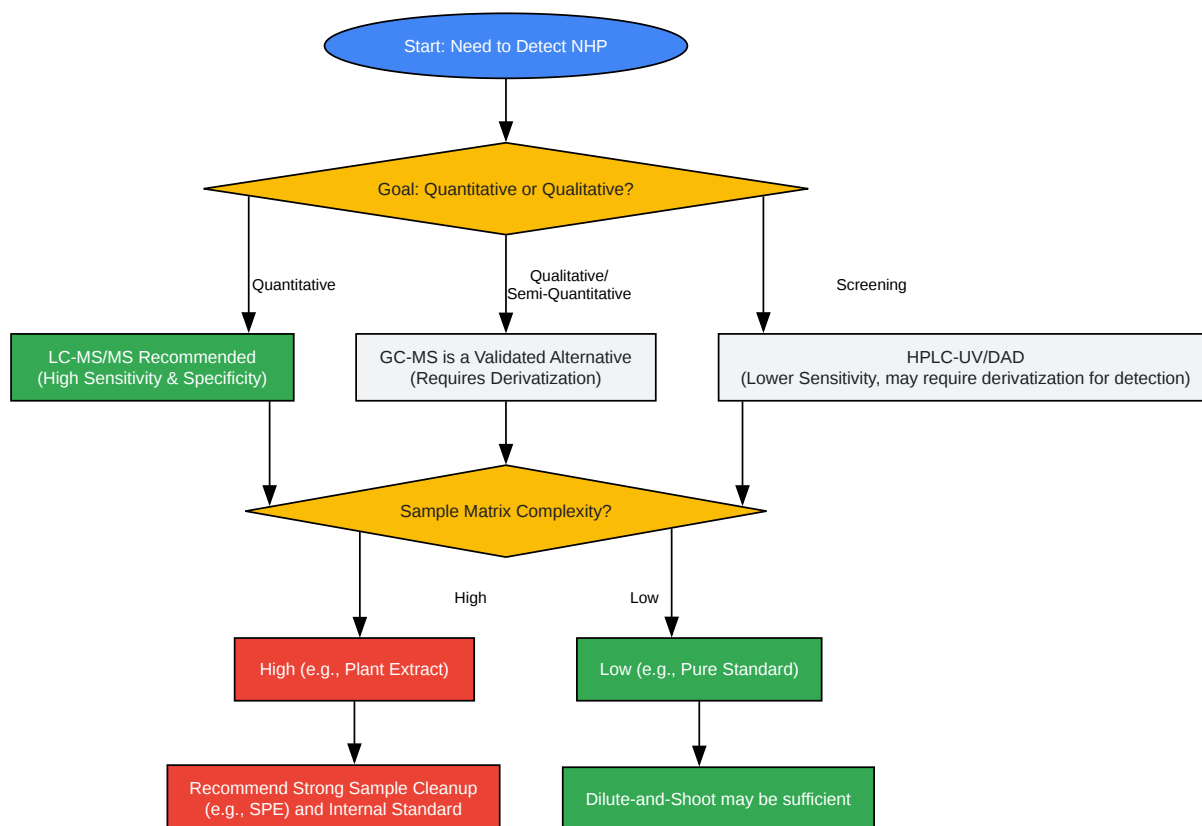 Start: Need to Detect NHP
Goal: Quantitative or Qualitative?
Quantitative
Qualitative/
Semi-Quantitative
Screening
LC-MS/MS Recommended
(High Sensitivity & Specificity)
GC-MS is a Validated Alternative
(Requires Derivatization)
HPLC-UV/DAD
(Lower Sensitivity, may require derivatization for detection)
Sample Matrix Complexity?
High
Low
High (e.g., Plant Extract)
Low (e.g., Pure Standard)
Recommend Strong Sample Cleanup
(e.g., SPE) and Internal Standard
Dilute-and-Shoot may be sufficient